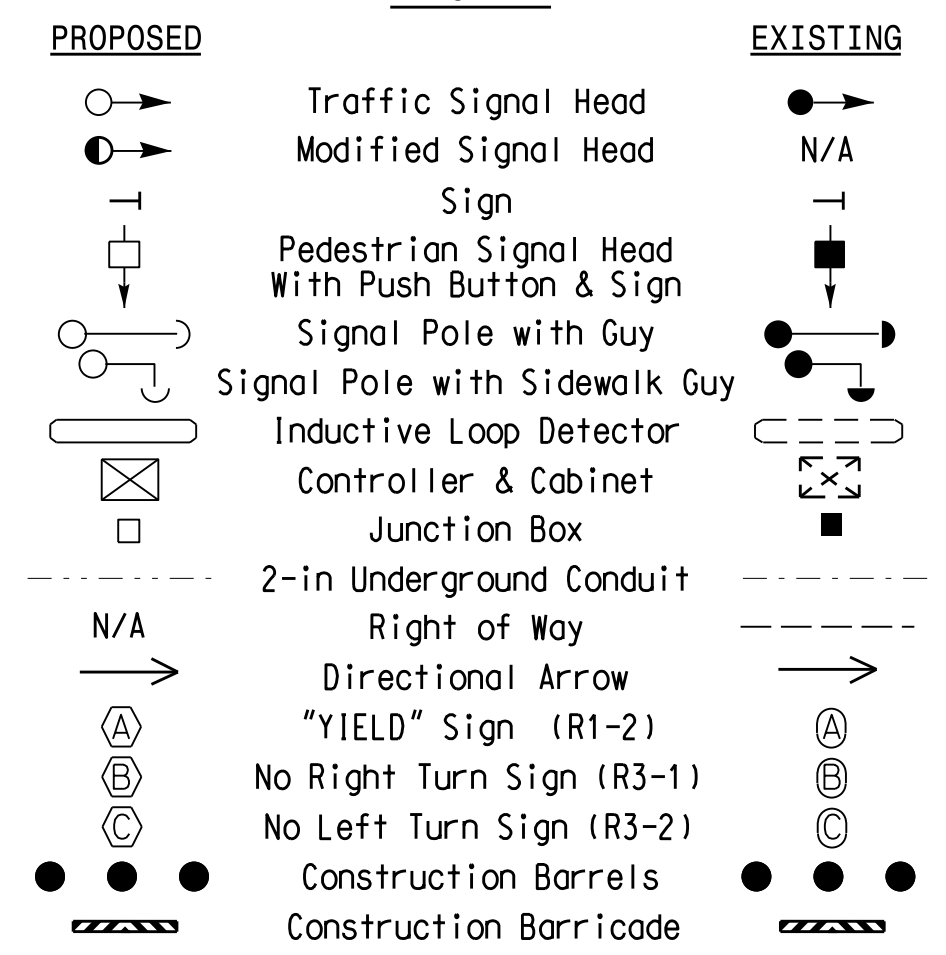 PROPOSED EXISTING
Traffic Signal Head
Modified Signal Head N/A
Sign
Pedestrian Signal Head
With Push Button & Sign
Signal Pole with Guy
Signal Pole with Sidewalk Guy
Inductive Loop Detector
Controller & Cabinet
Junction Box
2-in Underground Conduit
N/A Right of Way
Directional Arrow
A "YIELD" Sign (R1-2) A
B No Right Turn Sign (R3-1) B
C No Left Turn Sign (R3-2) C
Construction Barrels
Construction Barricade